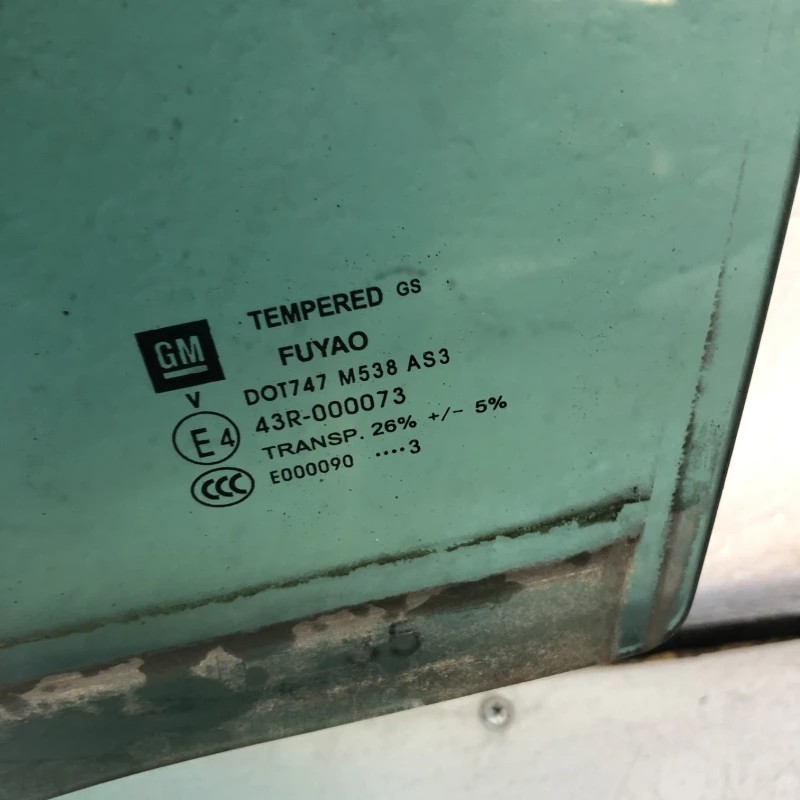 TEMPERED GS
GM
FUYAO
DOT747 M538 AS3
V
43R-000073
E4
TRANSP. 26% +/- 5%
CCC
E000090 ····3